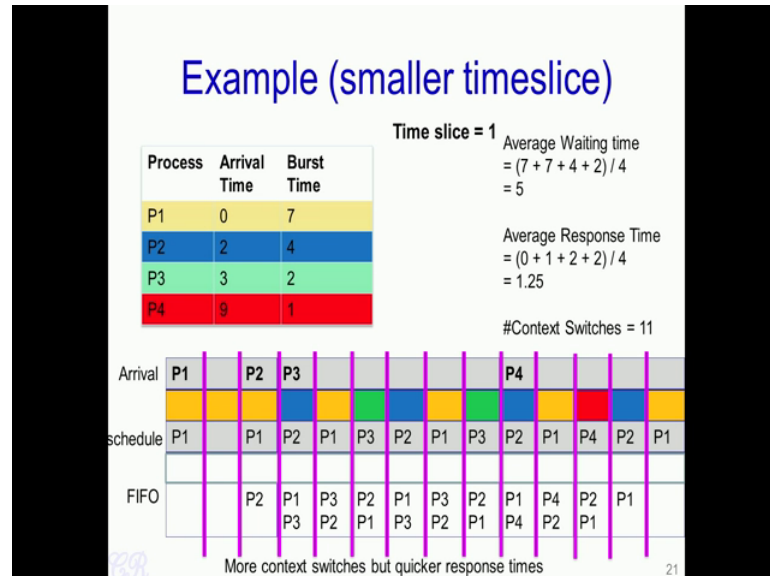 Example (smaller timeslice)
Time slice = 1
Process Arrival Time Burst Time
P1 0 7
P2 2 4
P3 3 2
P4 9 1
Average Waiting time
= (7 + 7 + 4 + 2) / 4
= 5
Average Response Time
= (0 + 1 + 2 + 2) / 4
= 1.25
#Context Switches = 11
Arrival P1 P2 P3 P4
schedule P1 P1 P2 P1 P3 P2 P1 P3 P2 P1 P4 P2 P1
FIFO P2 P1 P3 P2 P1 P3 P2 P1 P4 P2 P1
P3 P2 P1 P3 P2 P1 P4 P2 P1
More context switches but quicker response times
21